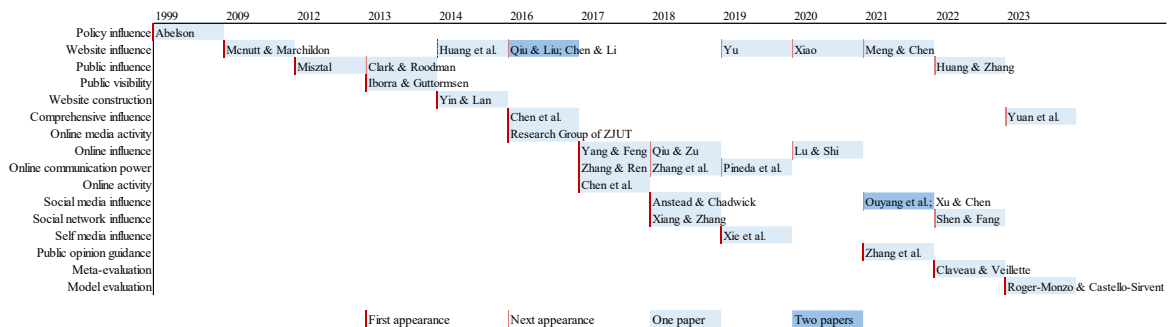 1999 2009 2012 2013 2014 2016 2017 2018 2019 2020 2021 2022 2023
Policy influence Abelson
Website influence Mcnutt & Marchildon Huang et al. Qiu & Liu; Chen & Li Yu Xiao Meng & Chen
Public influence Misztal Clark & Roodman Huang & Zhang
Public visibility Iborra & Guttormsen
Website construction Yin & Lan
Comprehensive influence Chen et al. Yuan et al.
Online media activity Research Group of ZJUT
Online influence Yang & Feng Qiu & Zu Lu & Shi
Online communication power Zhang & Ren Zhang et al. Pineda et al.
Online activity Chen et al.
Social media influence Anstead & Chadwick Ouyang et al.; Xu & Chen
Social network influence Xiang & Zhang Shen & Fang
Self media influence Xie et al.
Public opinion guidance Zhang et al.
Meta-evaluation Claveau & Veillette
Model evaluation Roger-Monzo & Castello-Sirvent
First appearance Next appearance One paper Two papers